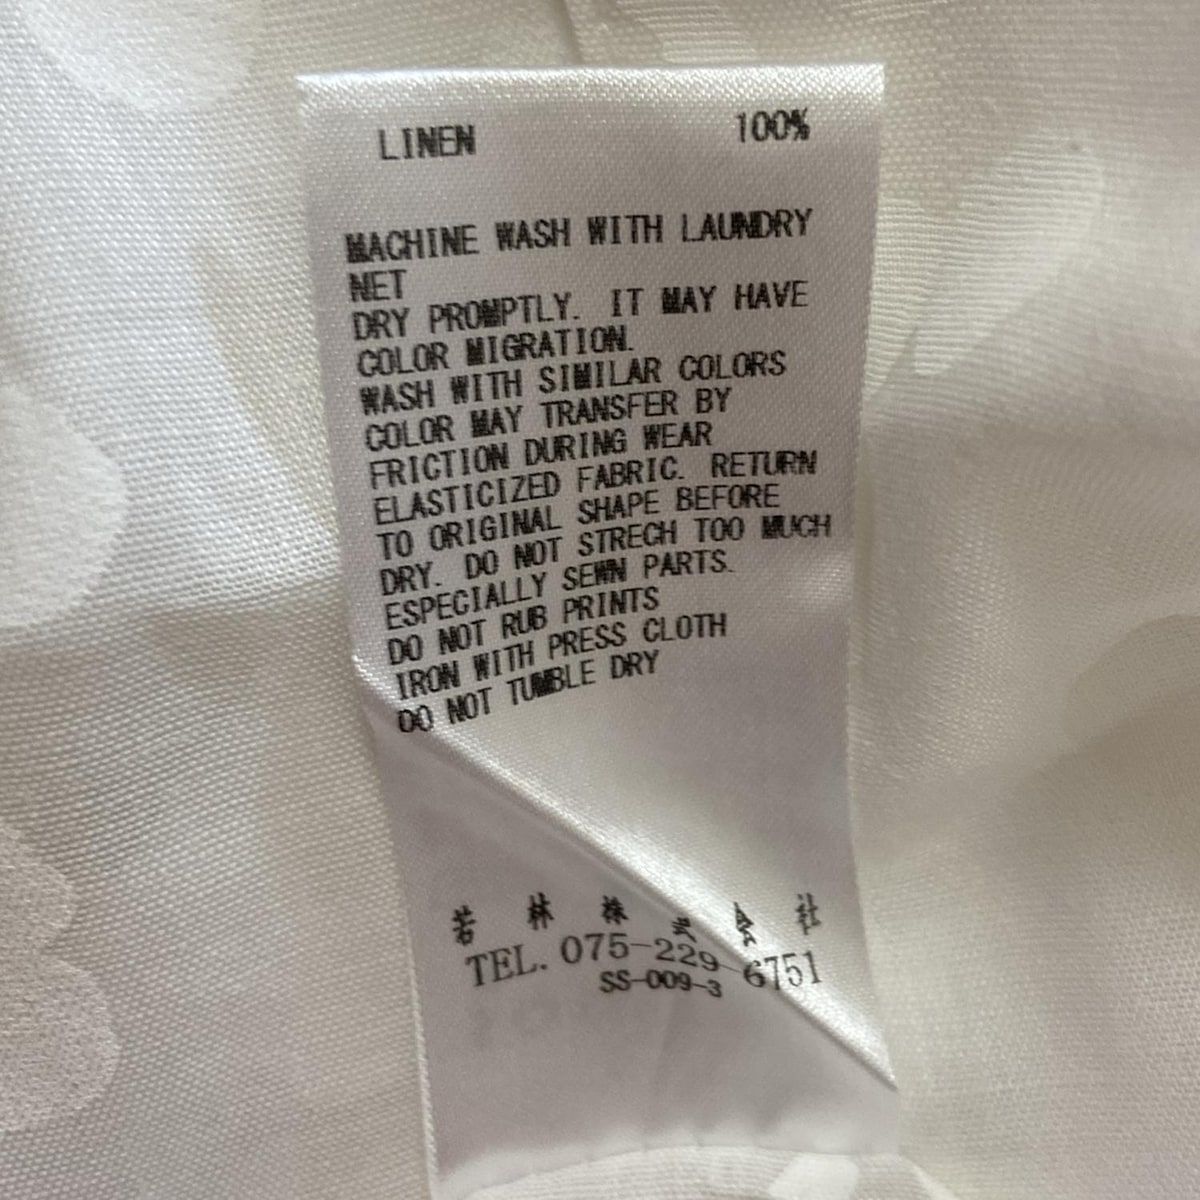 LINEN 100%
MACHINE WASH WITH LAUNDRY
NET
DRY PROMPTLY. IT MAY HAVE
COLOR MIGRATION.
WASH WITH SIMILAR COLORS
COLOR MAY TRANSFER BY
FRICTION DURING WEAR
ELASTICIZED FABRIC. RETURN
TO ORIGINAL SHAPE BEFORE
DRY. DO NOT STRECH TOO MUCH
ESPECIALLY SEWN PARTS.
DO NOT RUB PRINTS
IRON WITH PRESS CLOTH
DO NOT TUMBLE DRY
若林株式会社
TEL. 075-229-6751
SS-009-3